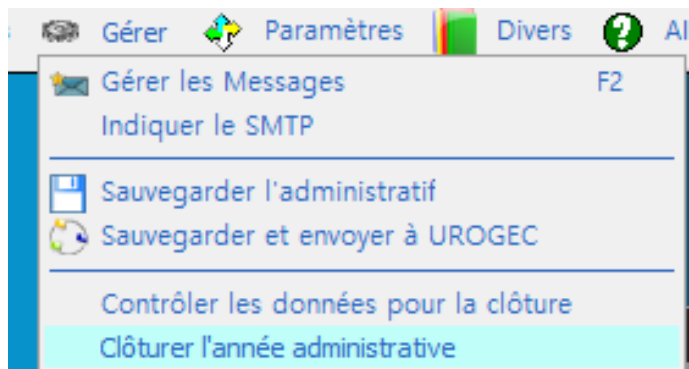 Gérer Paramètres Divers
Gérer les Messages F2
Indiquer le SMTP
Sauvegarder l'administratif
Sauvegarder et envoyer à UROGEC
Contrôler les données pour la clôture
Clôturer l'année administrative